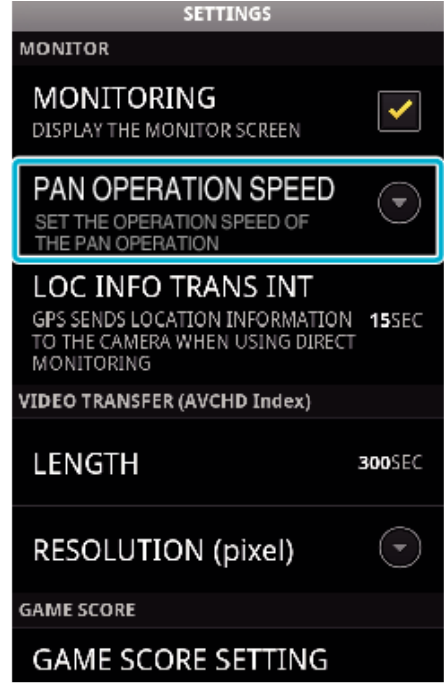 SETTINGS
MONITOR
MONITORING
DISPLAY THE MONITOR SCREEN
PAN OPERATION SPEED
SET THE OPERATION SPEED OF
THE PAN OPERATION
LOC INFO TRANS INT
GPS SENDS LOCATION INFORMATION 15SEC
TO THE CAMERA WHEN USING DIRECT
MONITORING
VIDEO TRANSFER (AVCHD Index)
LENGTH 300SEC
RESOLUTION (pixel)
GAME SCORE
GAME SCORE SETTING